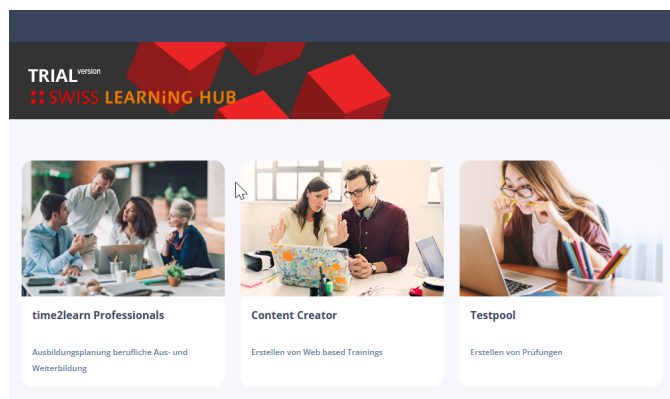 TRIAL version
SWISS LEARNiNG HUB
time2learn Professionals
Ausbildungsplanung berufliche Aus- und
Weiterbildung
Content Creator
Erstellen von Web based Trainings
Testpool
Erstellen von Prüfungen